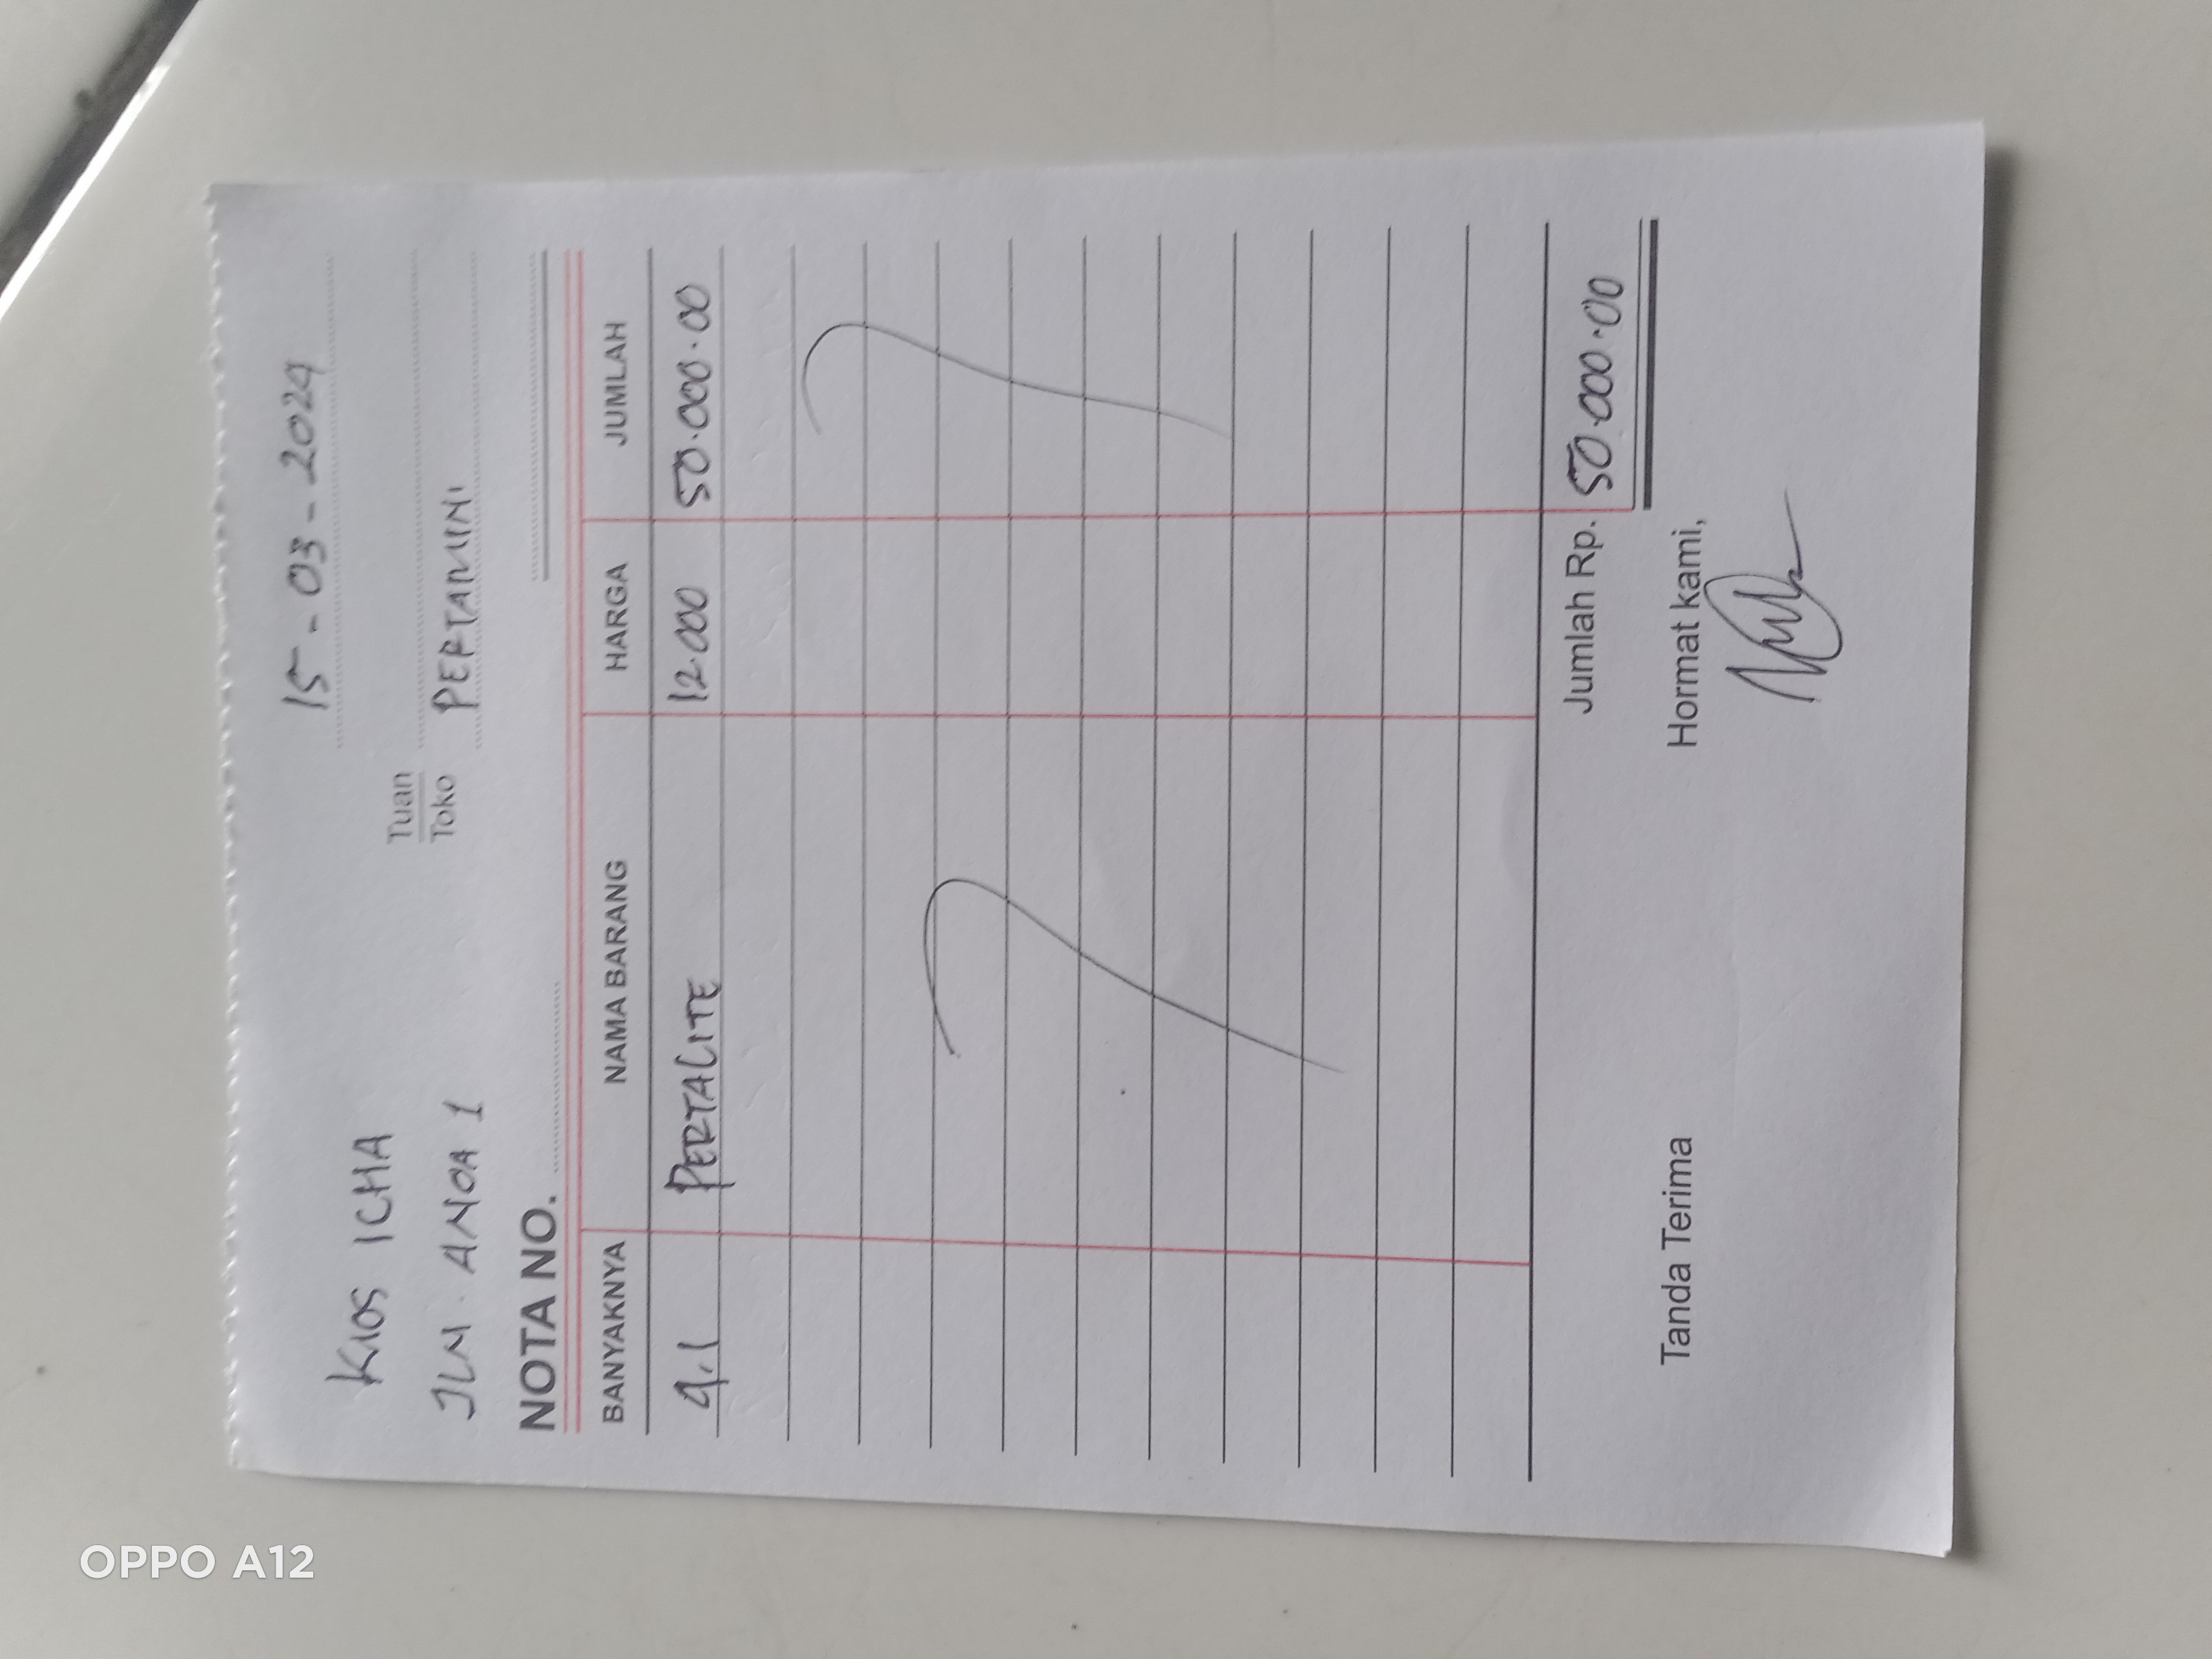 KIOS ICHA
JLN. ANOA 1
15 - 03 - 2024
Tuan
Toko PERTAMINI
NOTA NO.
BANYAKNYA NAMA BARANG HARGA JUMLAH
4.1 PERTALITE 12.000 50.000.00
Jumlah Rp. 50.000.00
Tanda Terima Hormat kami,
OPPO A12